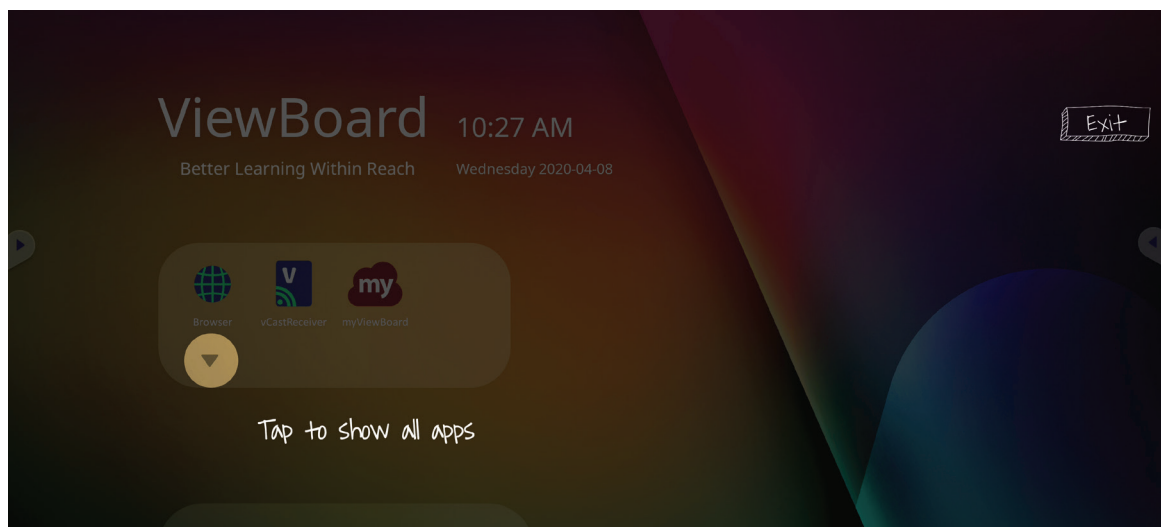 ViewBoard 10:27 AM
Better Learning Within Reach Wednesday 2020-04-08
Exit
V my
Browser vCastReceiver myViewBoard
Tap to show all apps